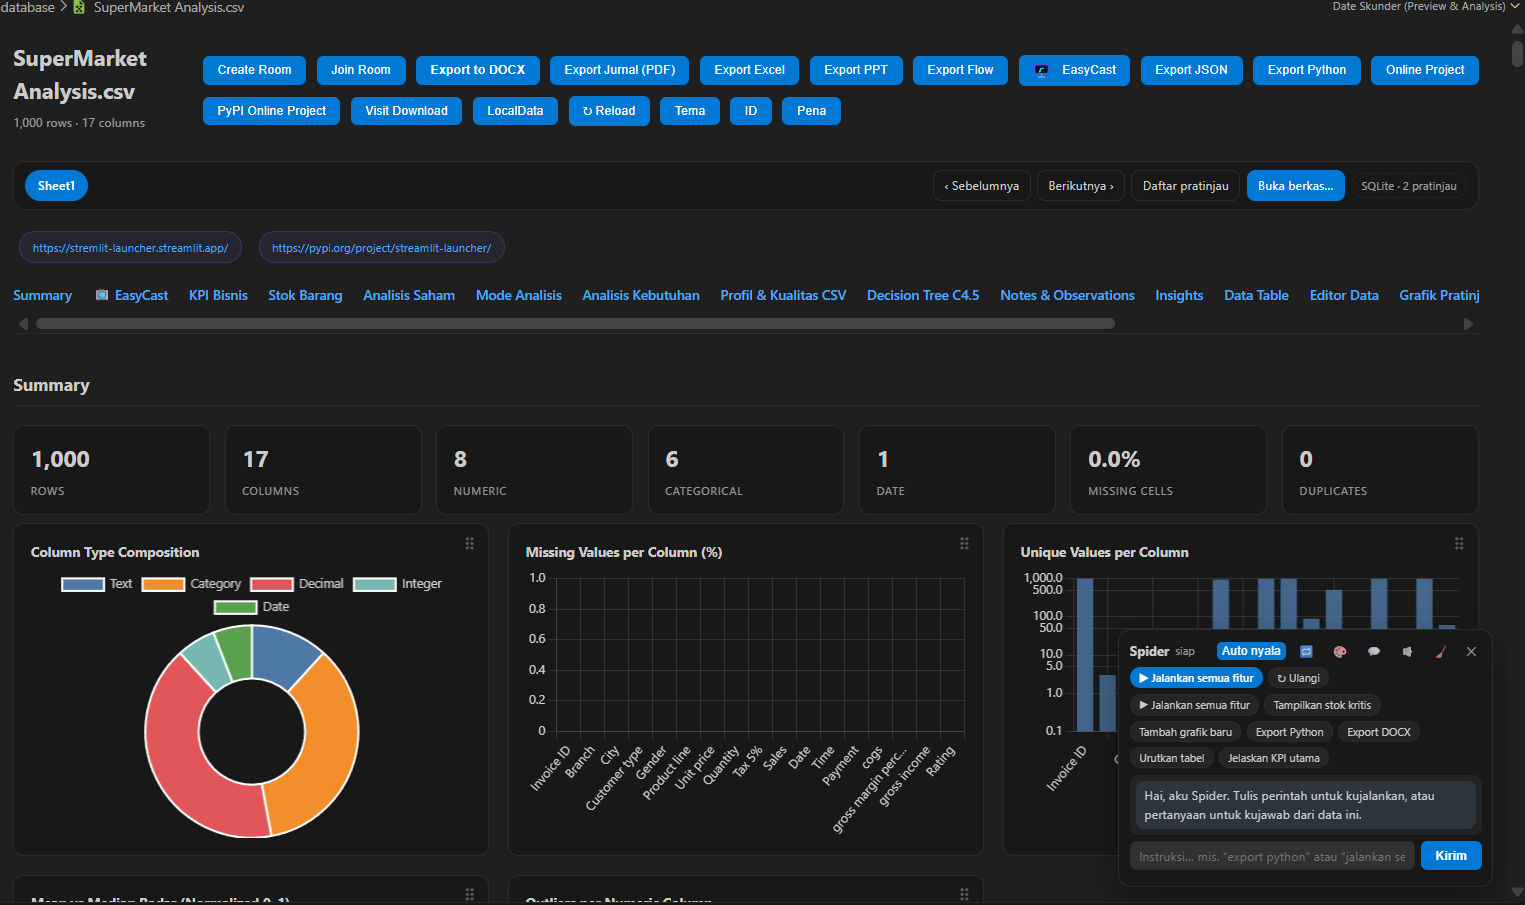 database > SuperMarket Analysis.csv
Date Skunder (Preview & Analysis)
SuperMarket
Analysis.csv
1,000 rows · 17 columns
Create Room
Join Room
Export to DOCX
Export Jurnal (PDF)
Export Excel
Export PPT
Export Flow
EasyCast
Export JSON
Export Python
Online Project
PyPI Online Project
Visit Download
LocalData
↻ Reload
Tema
ID
Pena
Sheet1
‹ Sebelumnya
Berikutnya ›
Daftar pratinjau
Buka berkas...
SQLite · 2 pratinjau
https://stremlit-launcher.streamlit.app/
https://pypi.org/project/streamlit-launcher/
Summary
EasyCast
KPI Bisnis
Stok Barang
Analisis Saham
Mode Analisis
Analisis Kebutuhan
Profil & Kualitas CSV
Decision Tree C4.5
Notes & Observations
Insights
Data Table
Editor Data
Grafik Pratinj
Summary
1,000
ROWS
17
COLUMNS
8
NUMERIC
6
CATEGORICAL
1
DATE
0.0%
MISSING CELLS
0
DUPLICATES
Column Type Composition
Text
Category
Decimal
Integer
Date
Missing Values per Column (%)
1.0
0.8
0.6
0.4
0.2
0
Invoice ID
Branch
City
Customer type
Gender
Product line
Unit price
Quantity
Tax 5%
Sales
Date
Time
Payment
cogs
gross margin perc...
gross income
Rating
Unique Values per Column
1,000.0
500.0
100.0
50.0
10.0
5.0
1.0
0.1
Invoice ID
Spider siap
Auto nyala
▶ Jalankan semua fitur
↻ Ulangi
▶ Jalankan semua fitur
Tampilkan stok kritis
Tambah grafik baru
Export Python
Export DOCX
Urutkan tabel
Jelaskan KPI utama
Hai, aku Spider. Tulis perintah untuk kujalankan, atau
pertanyaan untuk kujawab dari data ini.
Instruksi... mis. "export python" atau "jalankan se
Kirim
Mean vs Median Radar (Normalized 0-1)
Outliers per Numeric Column